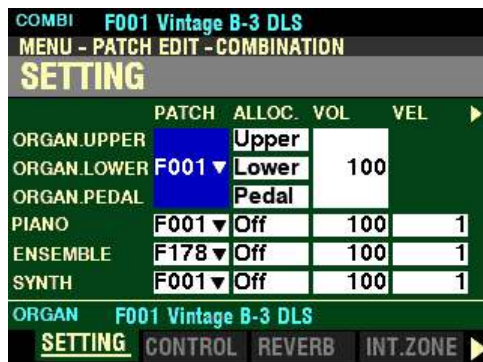 COMBI F001 Vintage B-3 DLS
MENU - PATCH EDIT - COMBINATION
SETTING
PATCH ALLOC. VOL VEL
ORGAN.UPPER Upper
ORGAN.LOWER F001 Lower 100
ORGAN.PEDAL Pedal
PIANO F001 Off 100 1
ENSEMBLE F178 Off 100 1
SYNTH F001 Off 100 1
ORGAN F001 Vintage B-3 DLS
SETTING CONTROL REVERB INT.ZONE